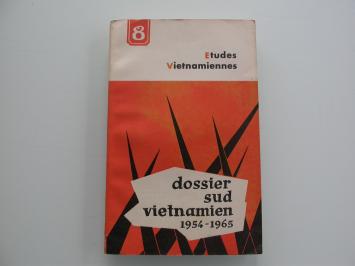 8
Etudes
Vietnamiennes
dossier
sud
vietnamien
1954-1965